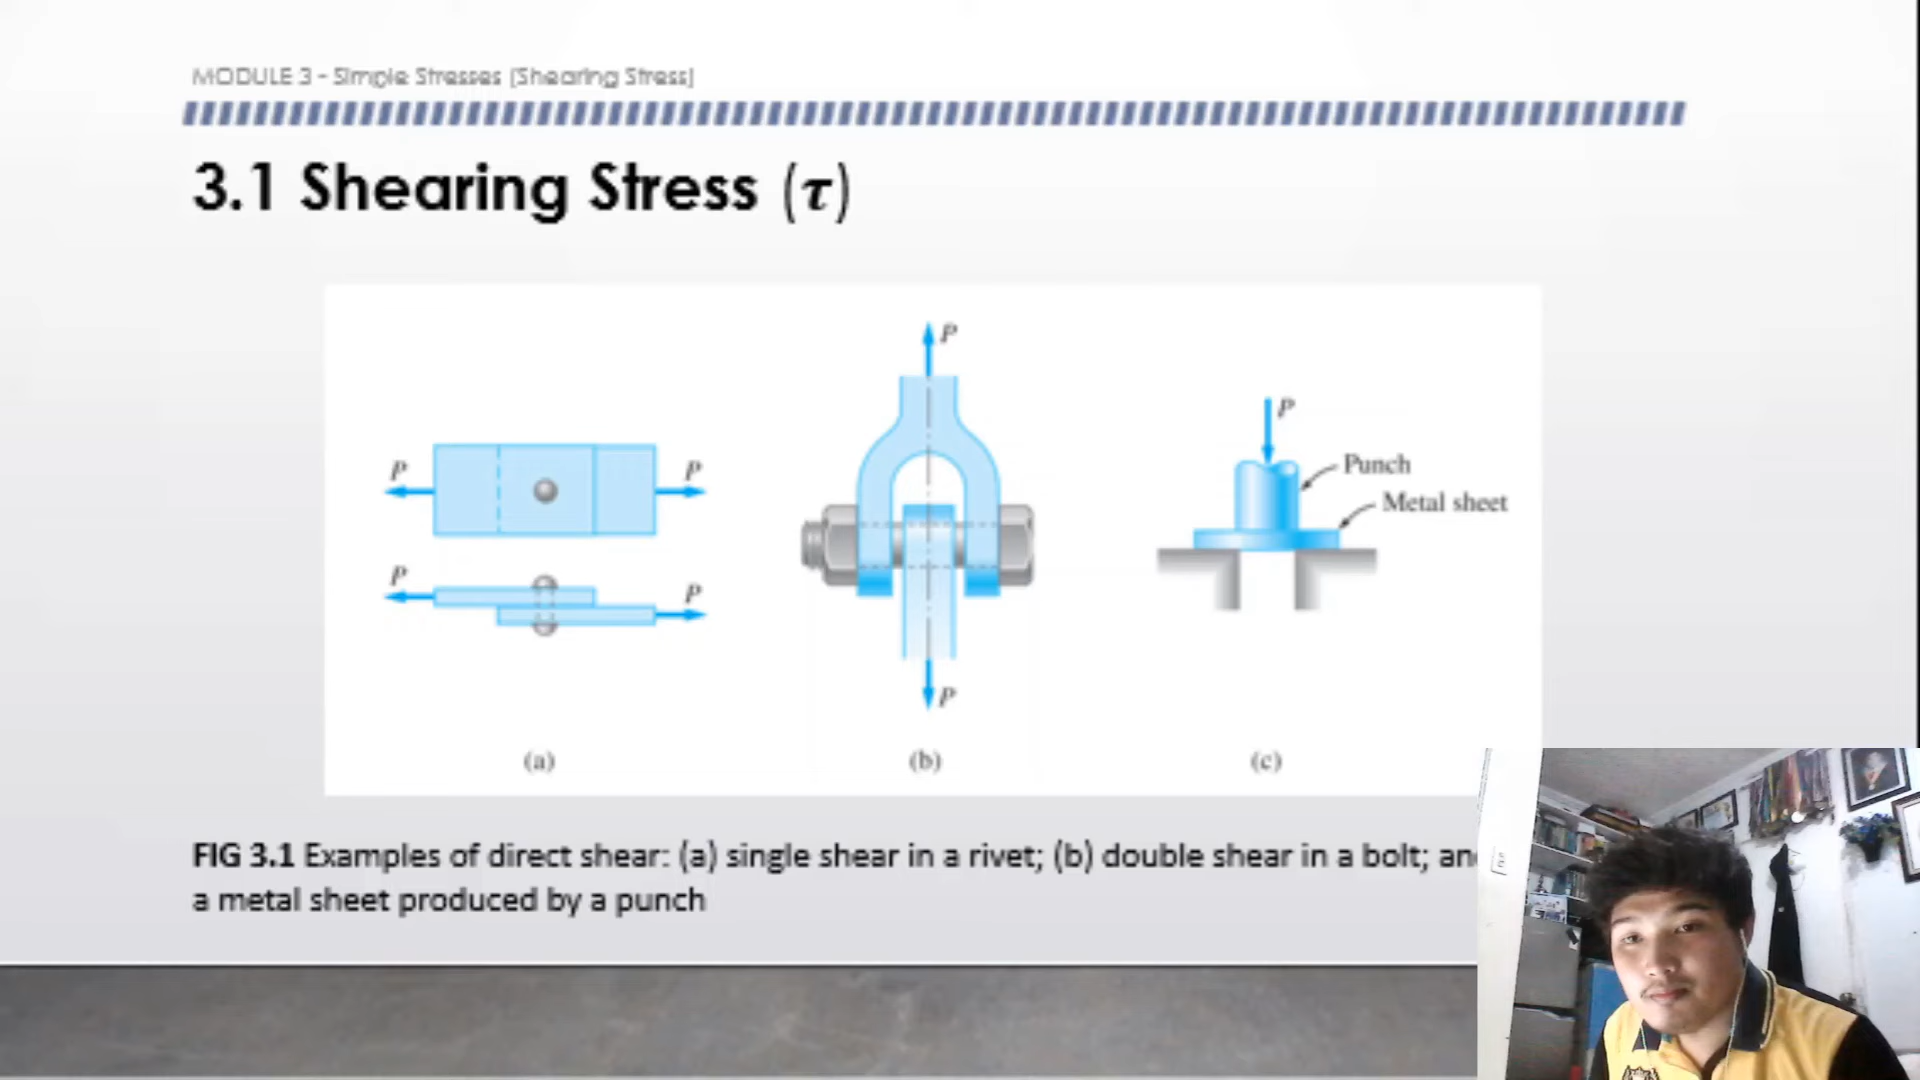 MODULE 3 - Simple Stresses (Shearing Stress)
3.1 Shearing Stress (τ)
P
P
P
P
P
P
P
Punch
Metal sheet
(a)
(b)
(c)
FIG 3.1 Examples of direct shear: (a) single shear in a rivet; (b) double shear in a bolt;
a metal sheet produced by a punch